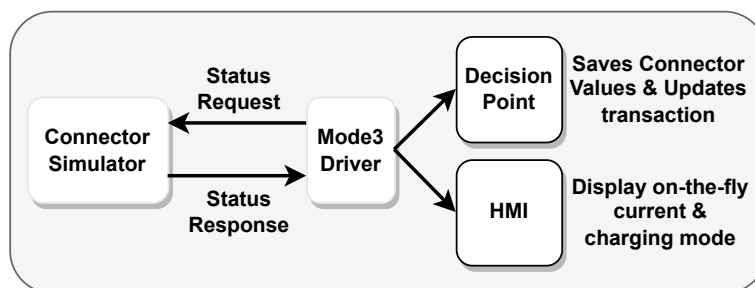 Connector
Simulator
Status
Request
Status
Response
Mode3
Driver
Decision
Point
Saves Connector
Values & Updates
transaction
HMI
Display on-the-fly
current &
charging mode